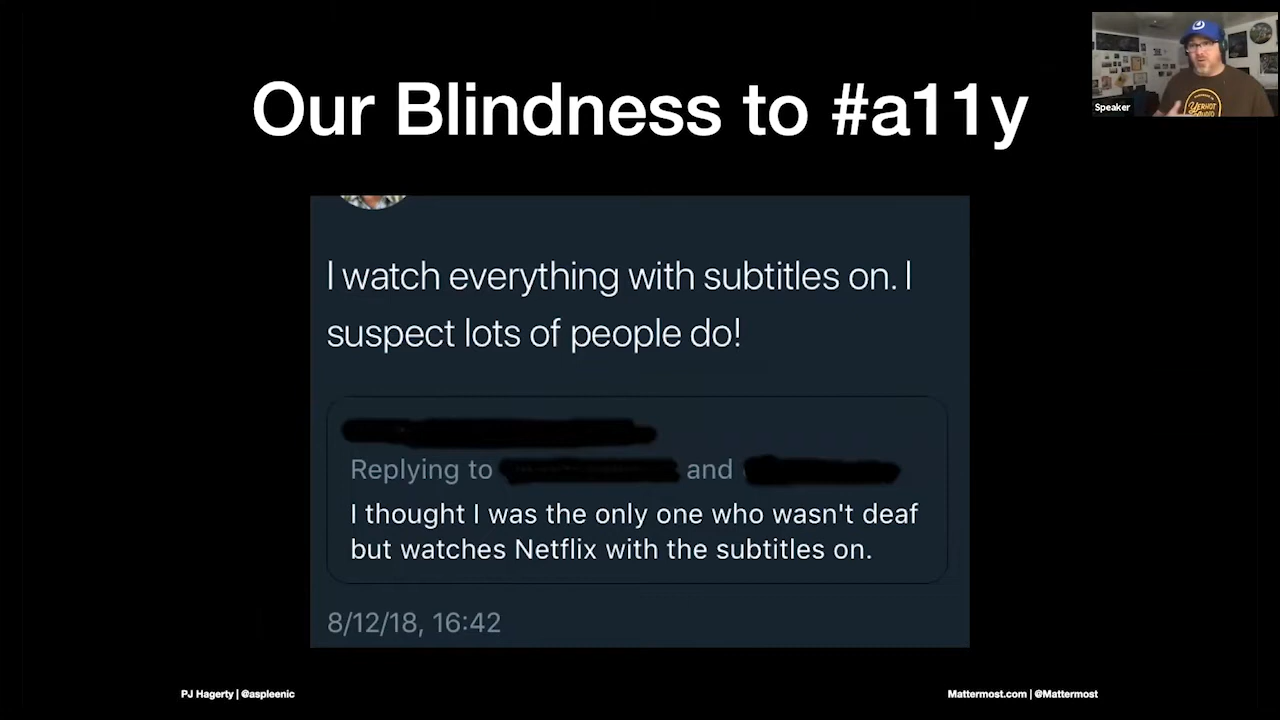 Our Blindness to #a11y
Speaker
I watch everything with subtitles on. I
suspect lots of people do!
Replying to and
I thought I was the only one who wasn't deaf
but watches Netflix with the subtitles on.
8/12/18, 16:42
PJ Hagerty | @aspleenic
Mattermost.com | @Mattermost